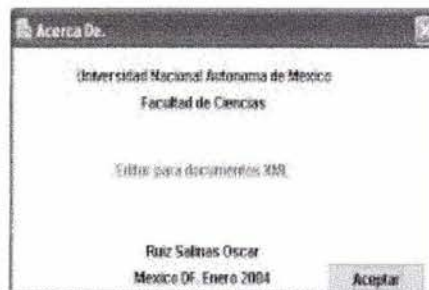 Acerca De.
Universidad Nacional Autonoma de Mexico
Facultad de Ciencias
Editor para documentos XML
Ruiz Salinas Oscar
Mexico DF. Enero 2004
Aceptar